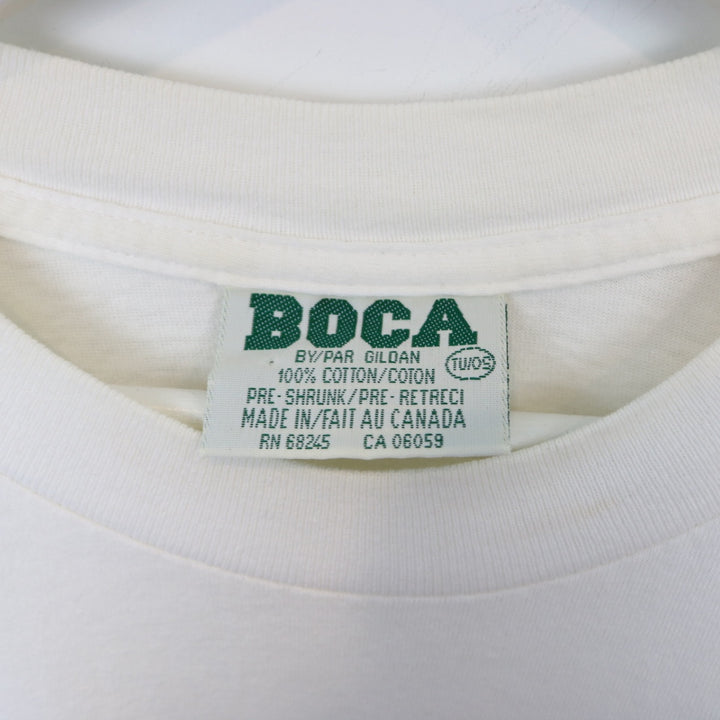 BOCA
BY/PAR GILDAN
TU/OS
100% COTTON/COTON
PRE-SHRUNK/PRE-RETRECI
MADE IN/FAIT AU CANADA
RN 68245 CA 06059